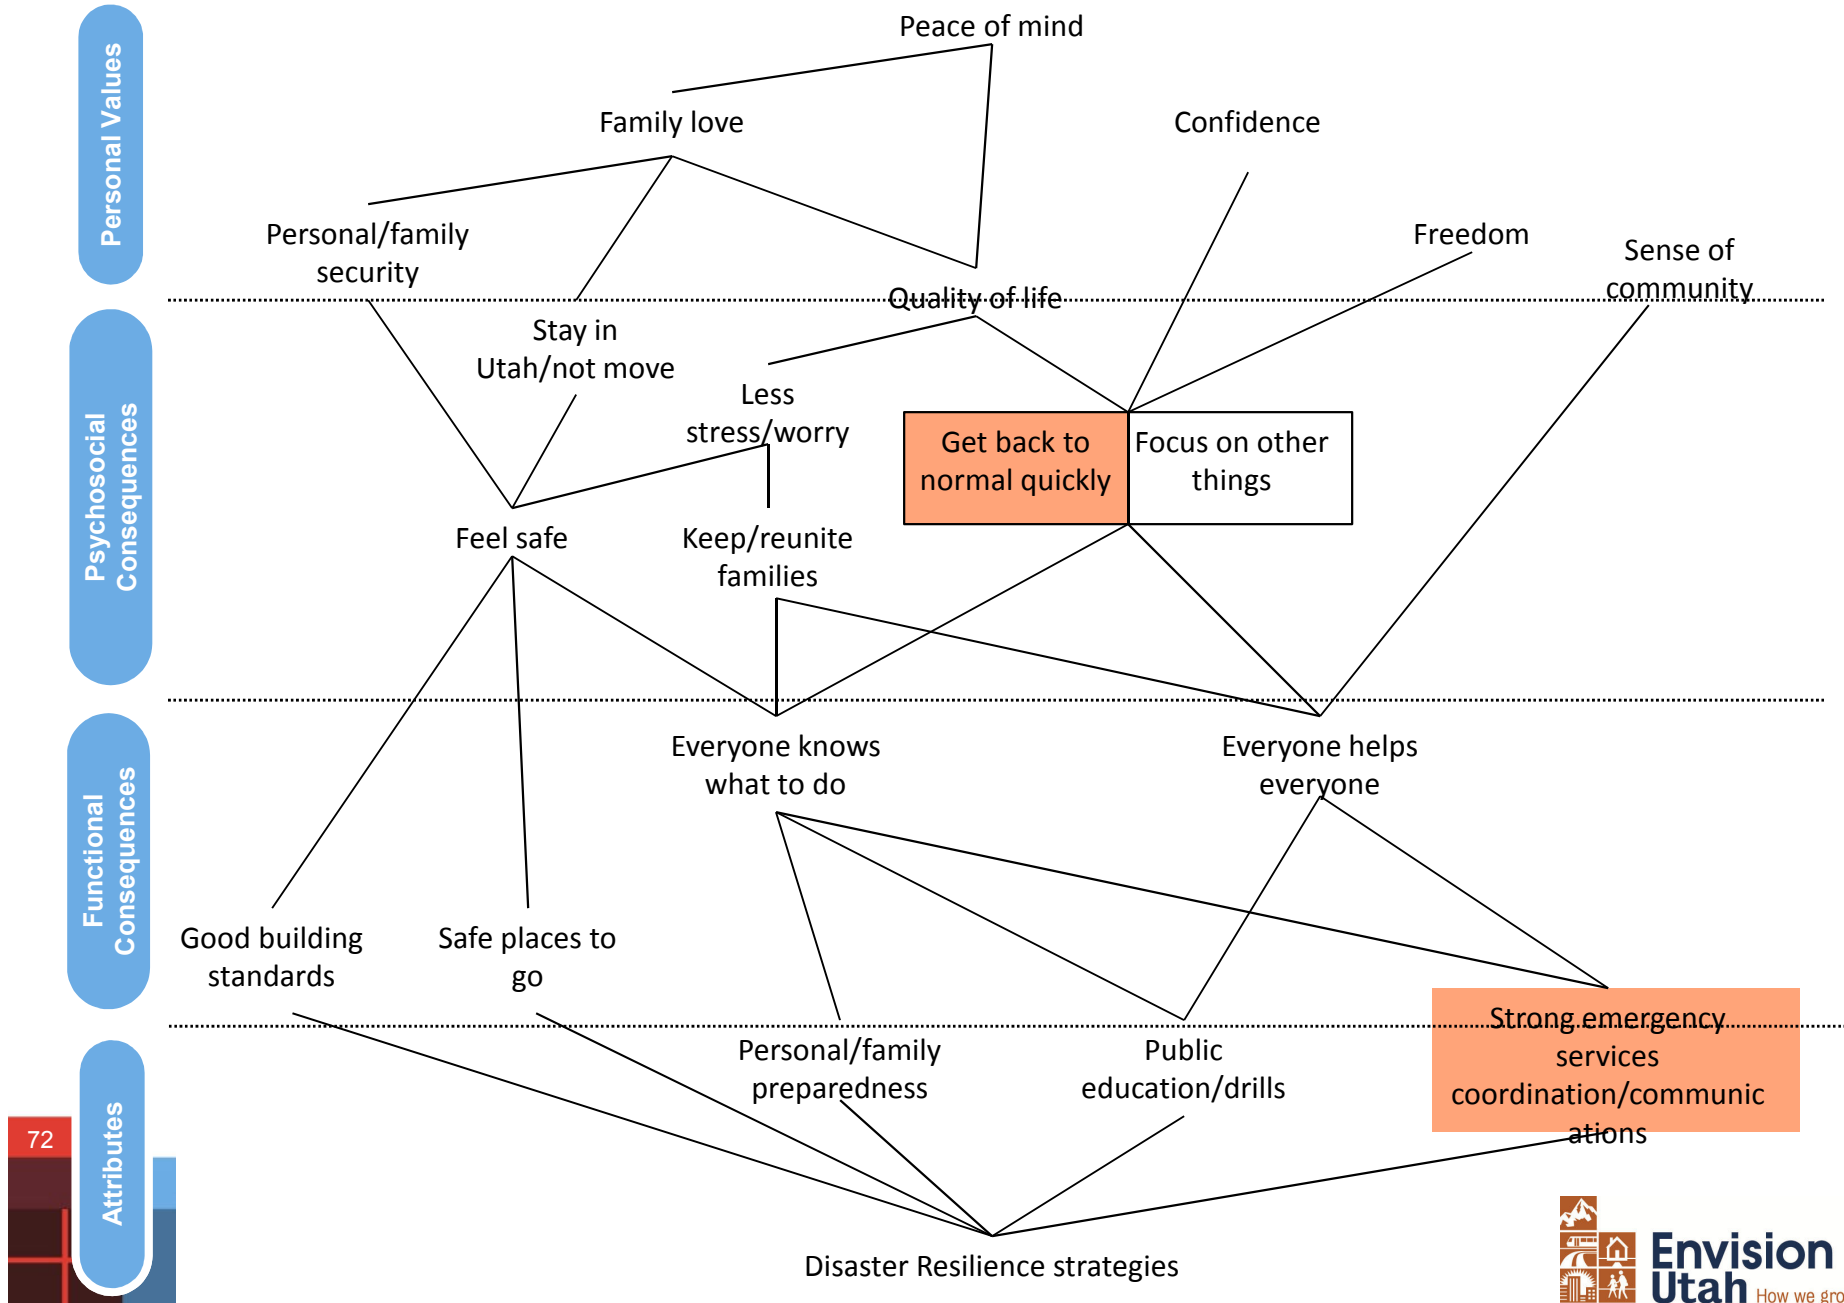 Personal Values
Peace of mind
Family love
Confidence
Personal/family
security
Freedom
Sense of
community
Quality of life
Psychosocial
Consequences
Stay in
Utah/not move
Less
stress/worry
Get back to
normal quickly
Focus on other
things
Feel safe
Keep/reunite
families
Functional
Consequences
Everyone knows
what to do
Everyone helps
everyone
Good building
standards
Safe places to
go
Attributes
Personal/family
preparedness
Public
education/drills
Strong emergency
services
coordination/communic
ations
72
Disaster Resilience strategies
Envision
Utah How we gro